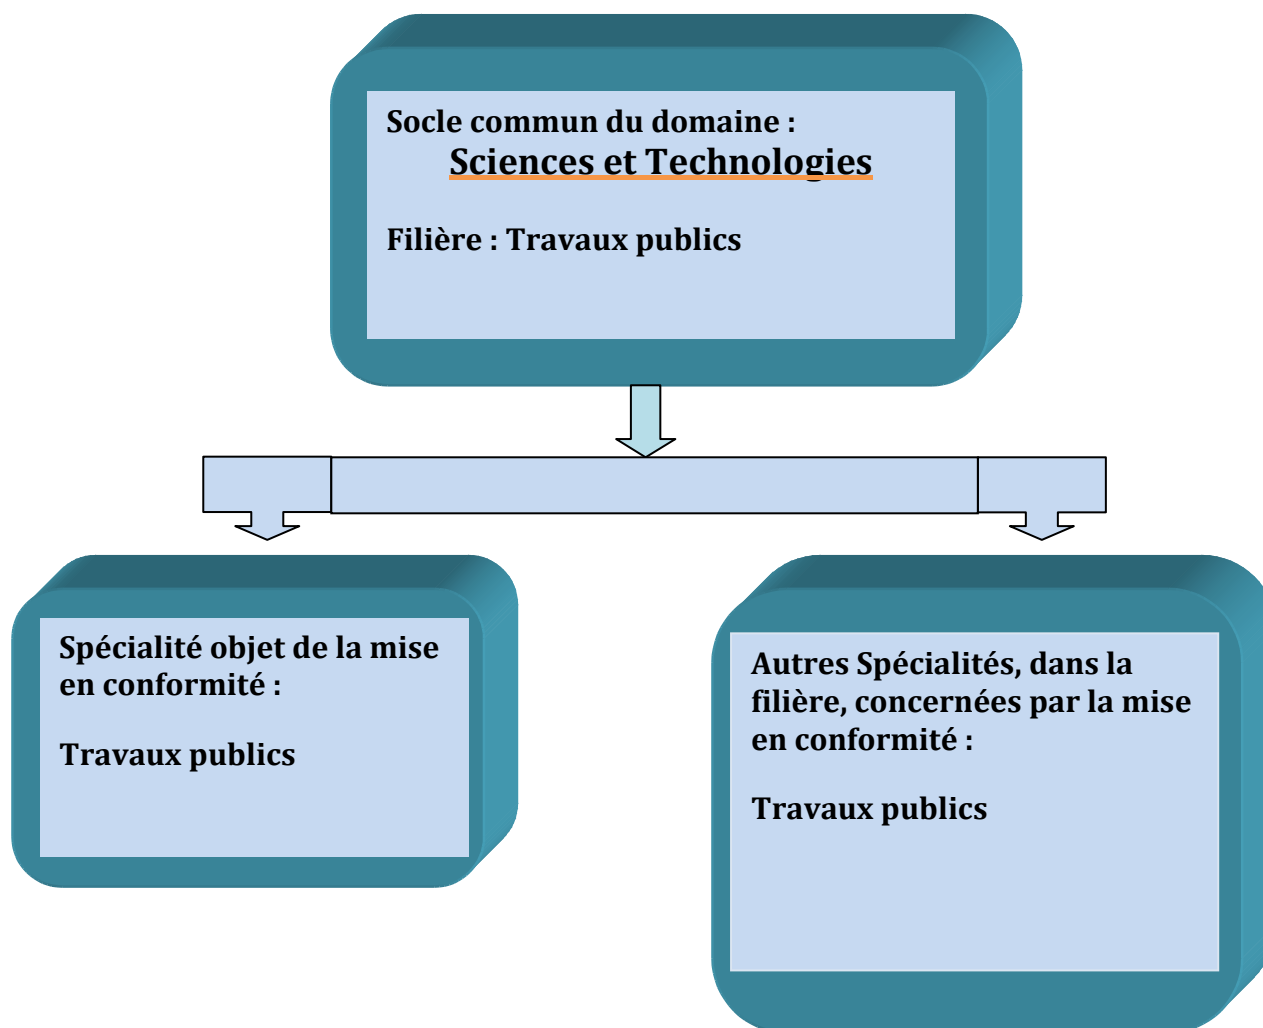 Socle commun du domaine :
Sciences et Technologies
Filière : Travaux publics
Spécialité objet de la mise
en conformité :
Travaux publics
Autres Spécialités, dans la
filière, concernées par la mise
en conformité :
Travaux publics